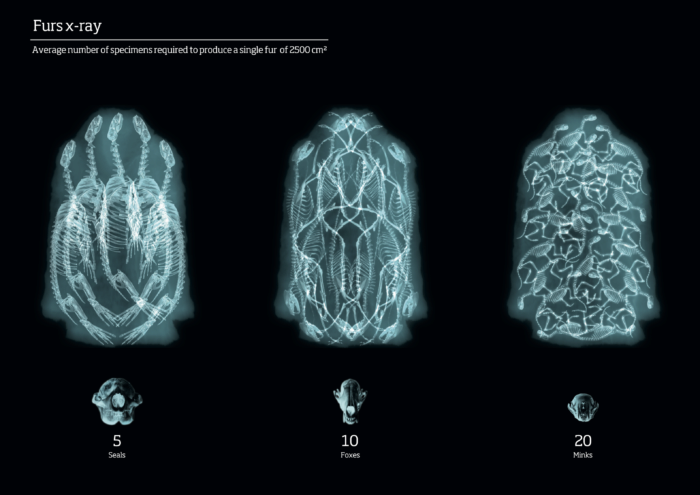 Furs x-ray
Average number of specimens required to produce a single fur of 2500 cm²
5
Seals
10
Foxes
20
Minks